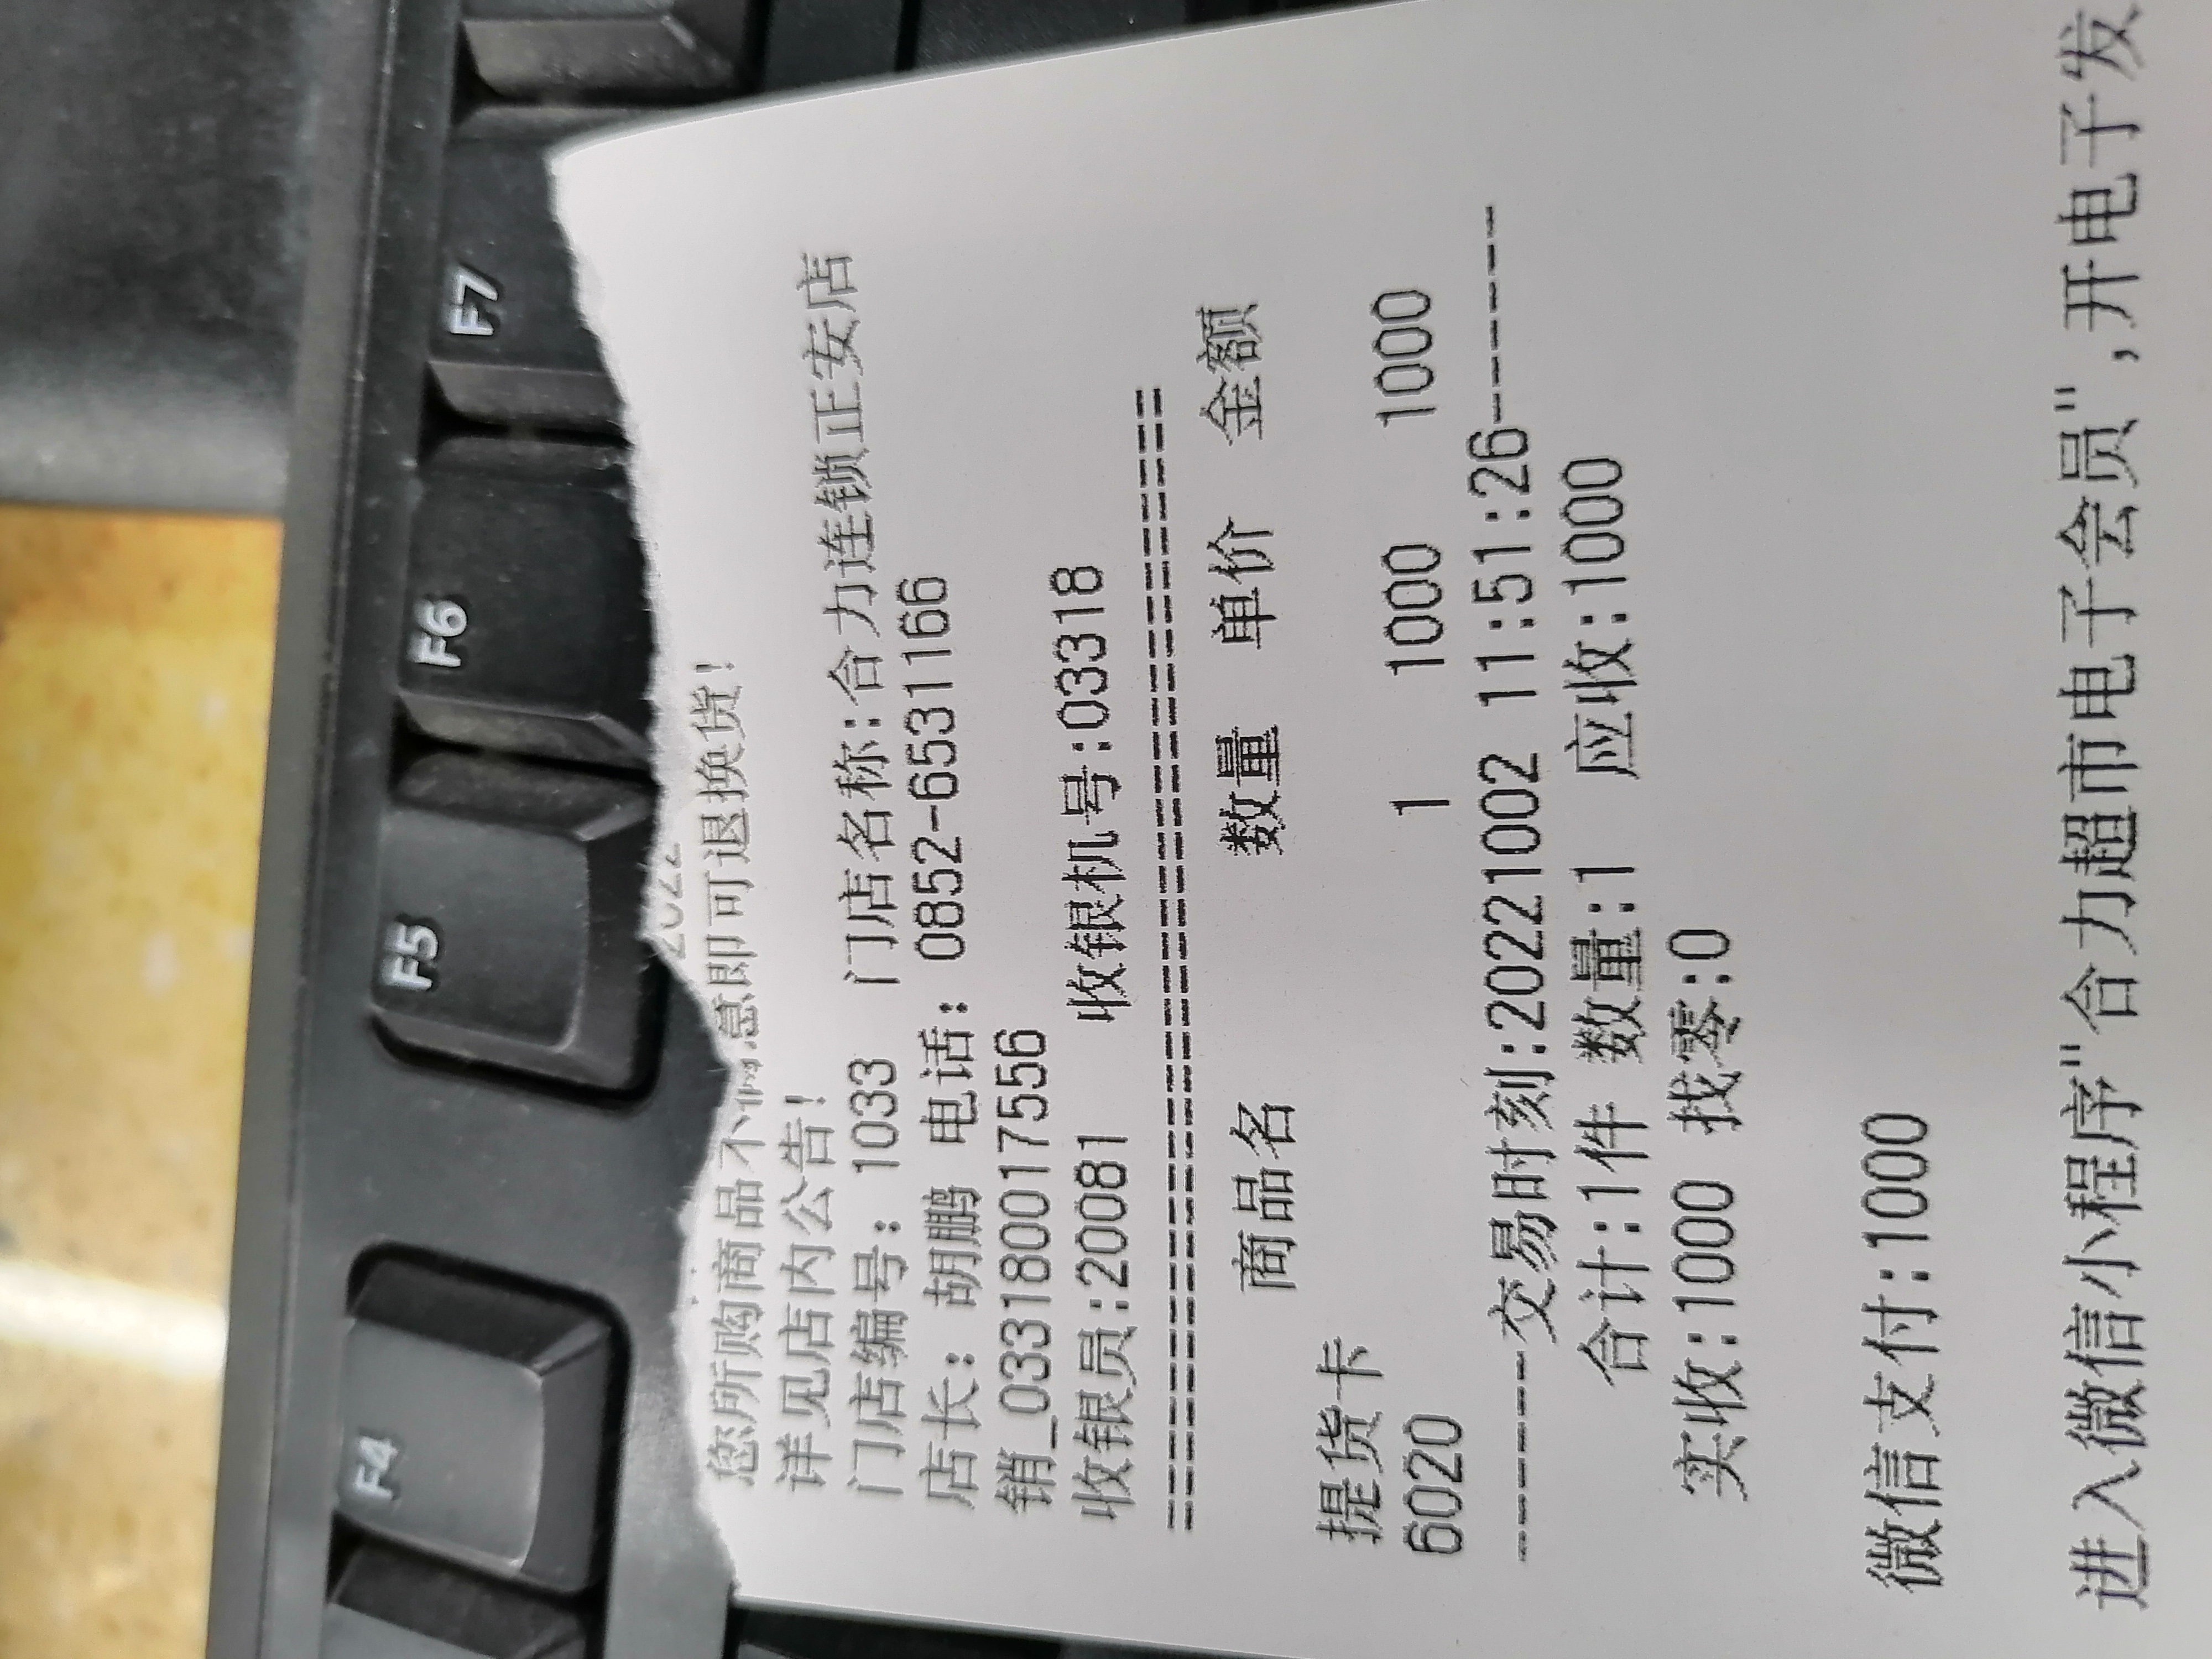 F4
F5
F6
F7
2022
您所购商品不满意即可退换货!
详见店内公告!
门店编号: 1033 门店名称:合力连锁正安店
店长: 胡鹏 电话: 0852-6531166
销_033180017556
收银员:20081 收银机号:03318
================================================
商品名 数量 单价 金额
提货卡
6020 1 1000 1000
---------交易时刻:20221002 11:51:26---------
合计:1件 数量:1 应收:1000
实收:1000 找零:0
微信支付:1000
进入微信小程序"合力超市电子会员",开电子发